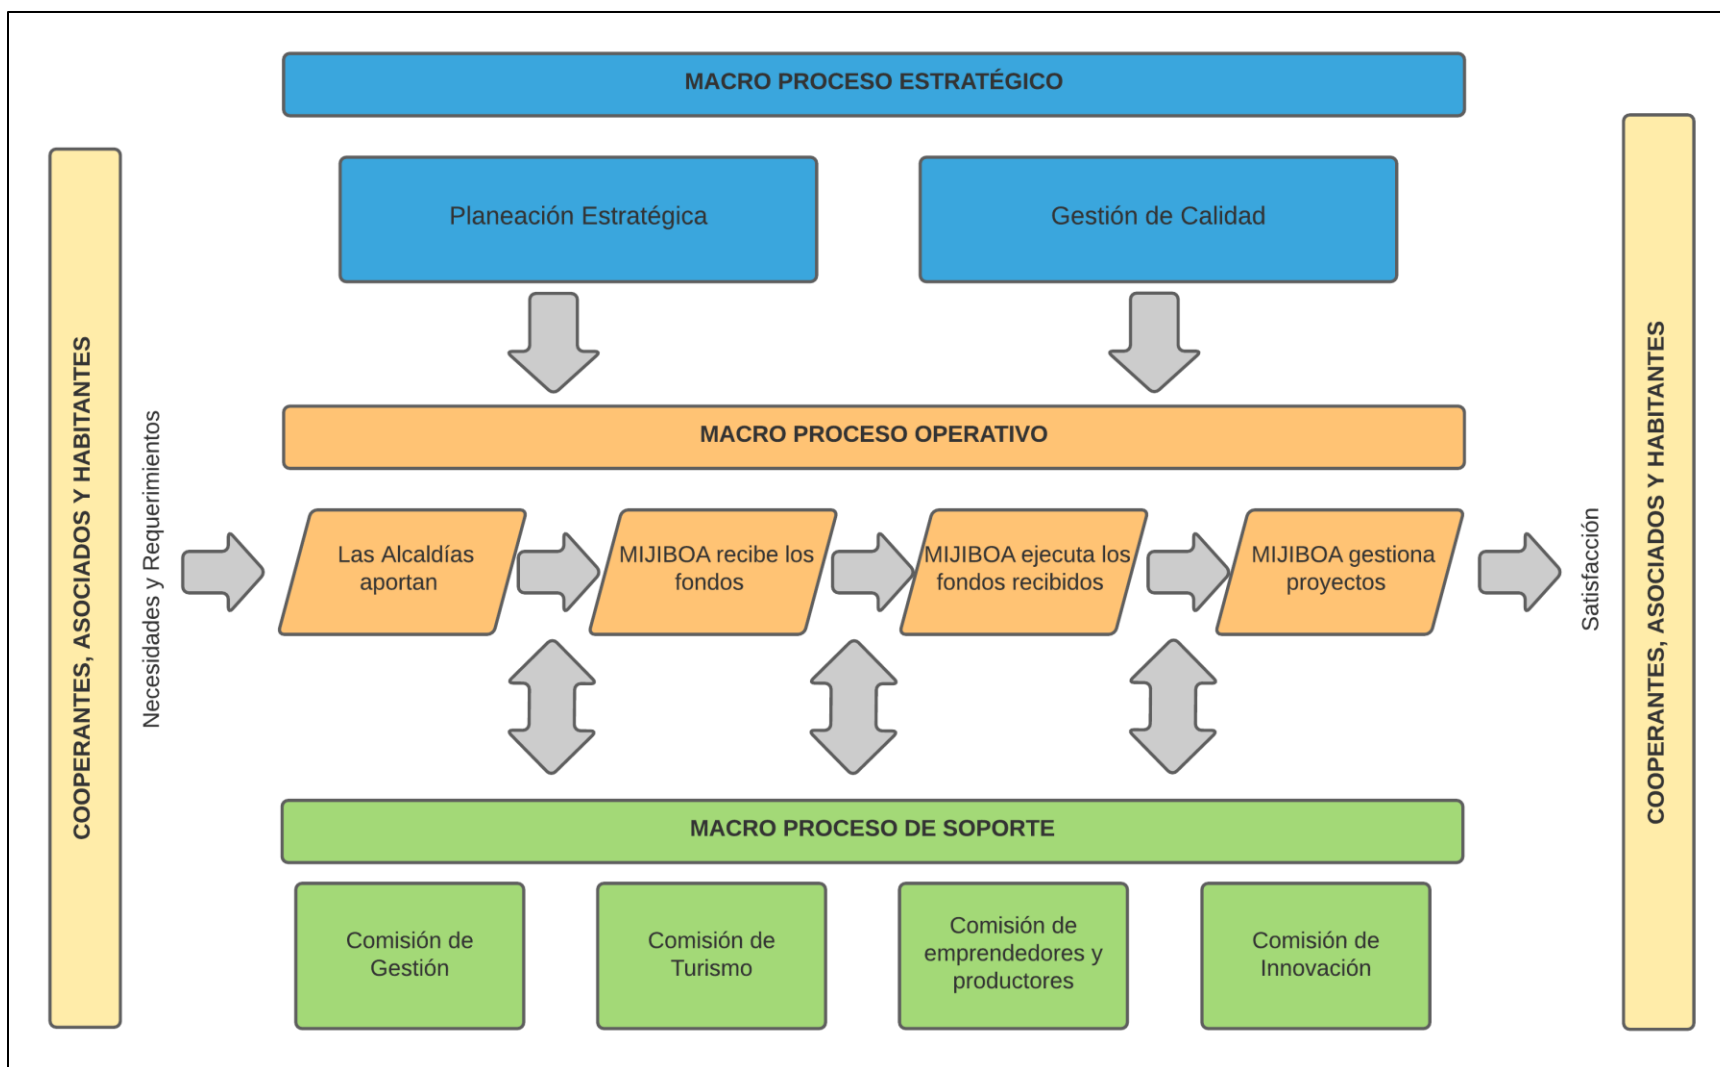 MACRO PROCESO ESTRATÉGICO
Planeación Estratégica
Gestión de Calidad
COOPERANTES, ASOCIADOS Y HABITANTES
Necesidades y Requerimientos
MACRO PROCESO OPERATIVO
Las Alcaldías
aportan
MIJIBOA recibe los
fondos
MIJIBOA ejecuta los
fondos recibidos
MIJIBOA gestiona
proyectos
Satisfacción
COOPERANTES, ASOCIADOS Y HABITANTES
MACRO PROCESO DE SOPORTE
Comisión de
Gestión
Comisión de
Turismo
Comisión de
emprendedores y
productores
Comisión de
Innovación